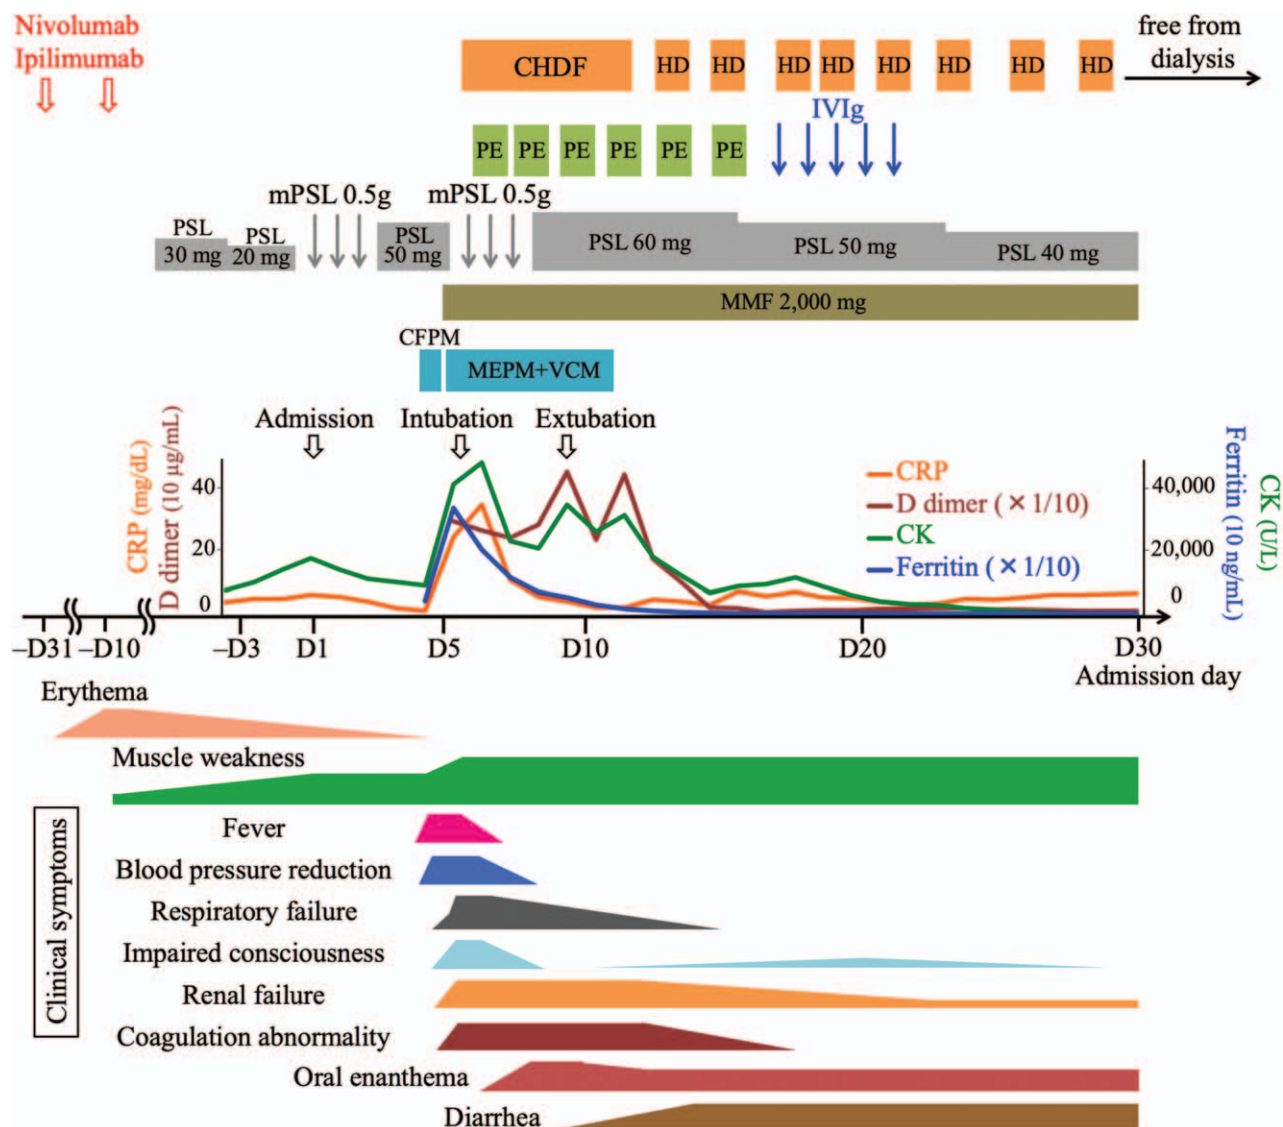 Nivolumab
Ipilimumab
free from
dialysis
CHDF
HD
HD
HD
HD
HD
HD
HD
HD
IVIg
PE
PE
PE
PE
PE
PE
mPSL 0.5g
mPSL 0.5g
PSL
30 mg
PSL
20 mg
PSL
50 mg
PSL 60 mg
PSL 50 mg
PSL 40 mg
MMF 2,000 mg
CFPM
MEPM+VCM
Admission
Intubation
Extubation
CRP (mg/dL)
D dimer (10 µg/mL)
40
20
0
CRP
D dimer ( × 1/10)
CK
Ferritin ( × 1/10)
40,000
20,000
0
Ferritin (10 ng/mL)
CK (U/L)
–D31
–D10
–D3
D1
D5
D10
D20
D30
Admission day
Clinical symptoms
Erythema
Muscle weakness
Fever
Blood pressure reduction
Respiratory failure
Impaired consciousness
Renal failure
Coagulation abnormality
Oral enanthema
Diarrhea